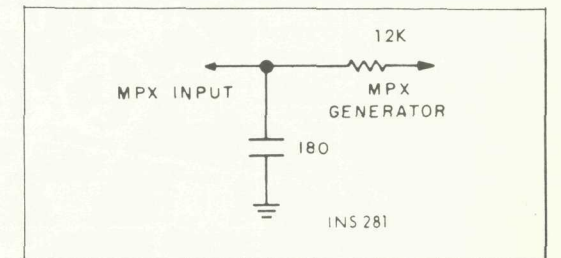 12K
MPX INPUT
MPX
GENERATOR
180
INS 281